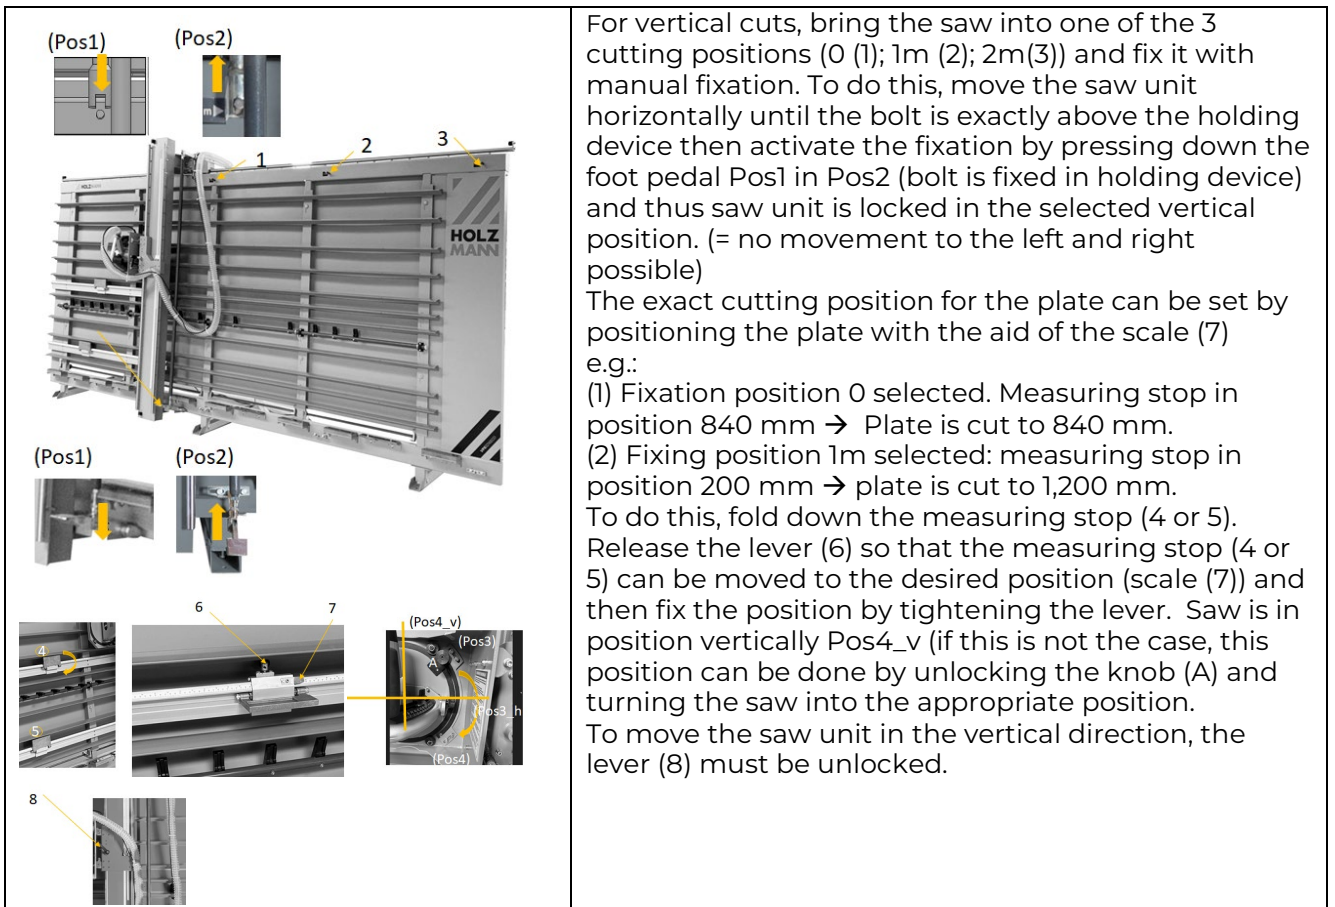 (Pos1)
(Pos2)
m
1
2
3
HOLZMANN
HOLZ
MANN
(Pos1)
(Pos2)
6
7
(Pos4_v)
(Pos3)
4
A
(Pos3_h
5
(Pos4)
8
For vertical cuts, bring the saw into one of the 3
cutting positions (0 (1); 1m (2); 2m(3)) and fix it with
manual fixation. To do this, move the saw unit
horizontally until the bolt is exactly above the holding
device then activate the fixation by pressing down the
foot pedal Pos1 in Pos2 (bolt is fixed in holding device)
and thus saw unit is locked in the selected vertical
position. (= no movement to the left and right
possible)
The exact cutting position for the plate can be set by
positioning the plate with the aid of the scale (7)
e.g.:
(1) Fixation position 0 selected. Measuring stop in
position 840 mm → Plate is cut to 840 mm.
(2) Fixing position 1m selected: measuring stop in
position 200 mm → plate is cut to 1,200 mm.
To do this, fold down the measuring stop (4 or 5).
Release the lever (6) so that the measuring stop (4 or
5) can be moved to the desired position (scale (7)) and
then fix the position by tightening the lever. Saw is in
position vertically Pos4_v (if this is not the case, this
position can be done by unlocking the knob (A) and
turning the saw into the appropriate position.
To move the saw unit in the vertical direction, the
lever (8) must be unlocked.